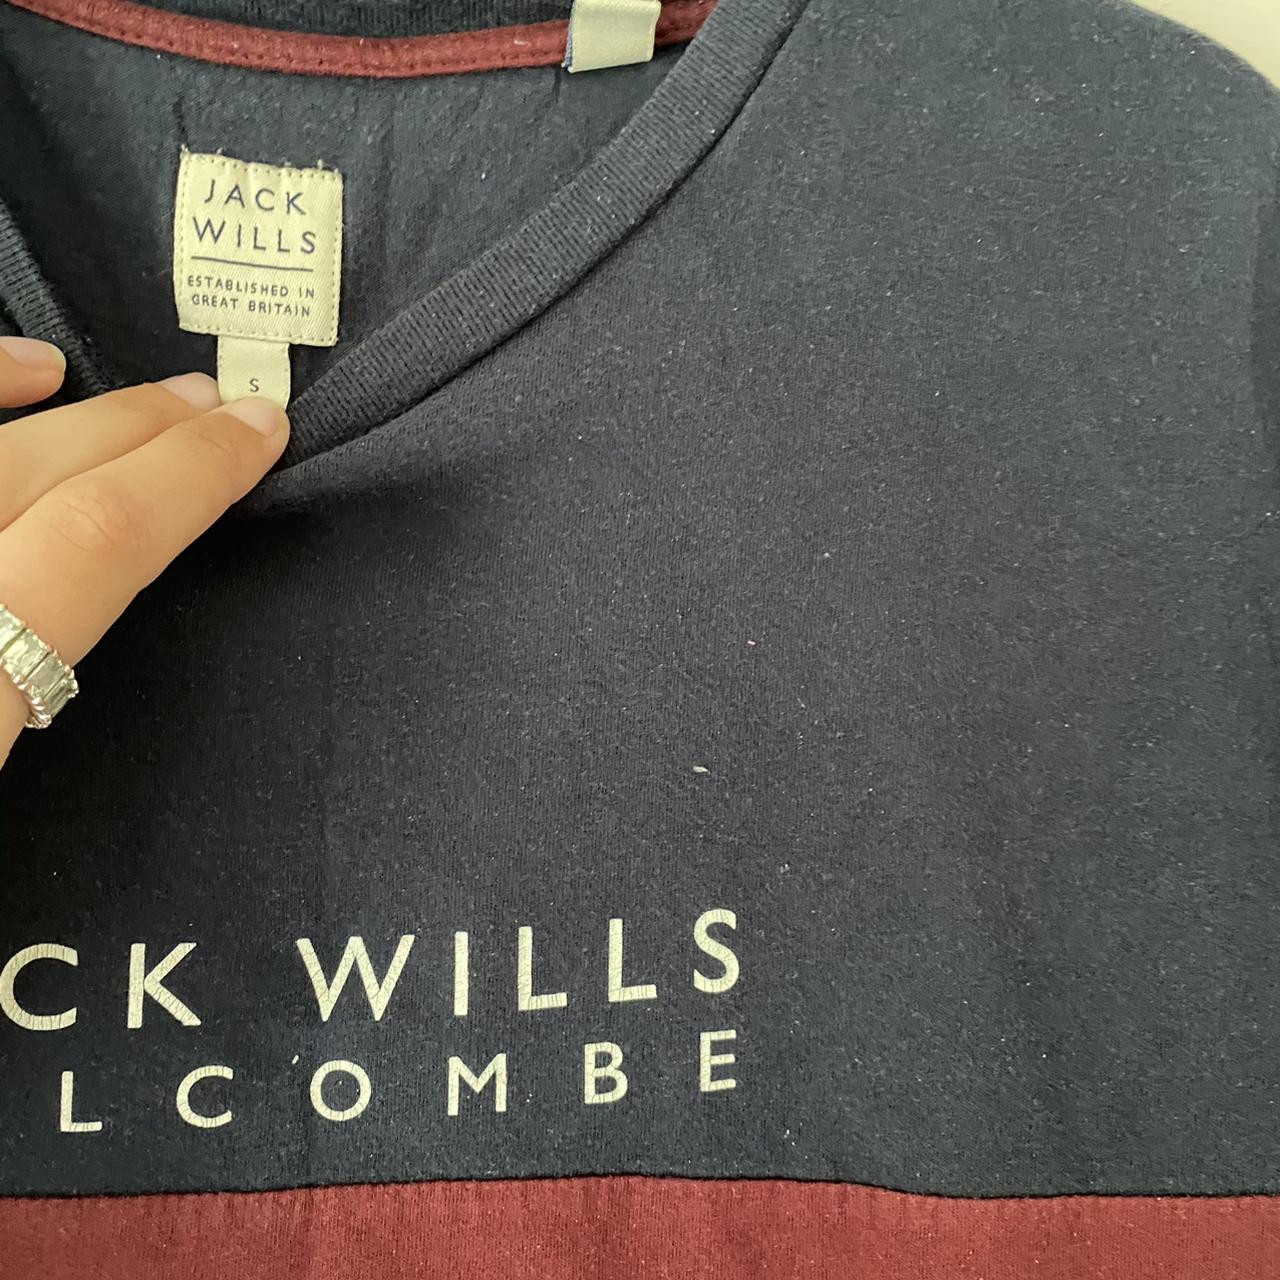 JACK
WILLS
ESTABLISHED IN
GREAT BRITAIN
S
CK WILLS
LCOMBE